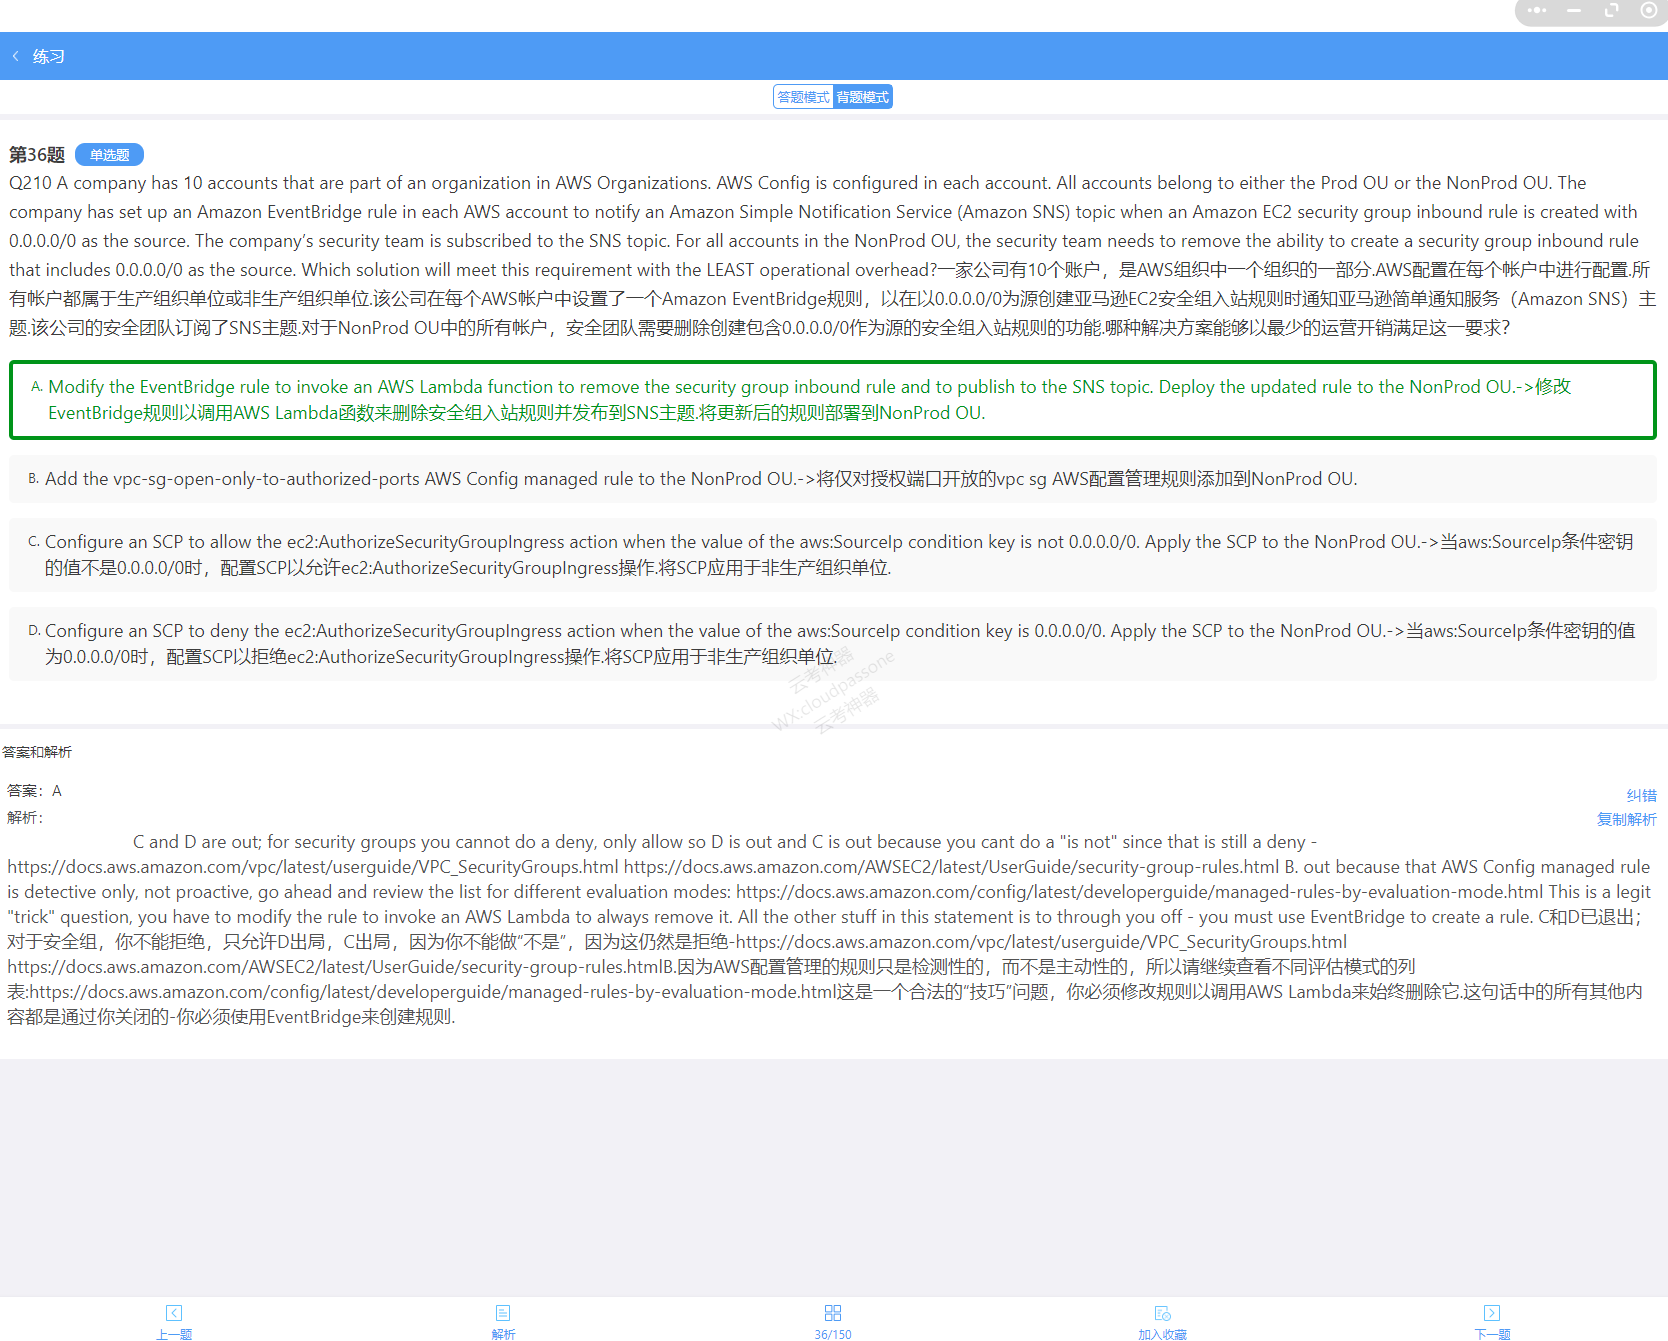 练习
答题模式 背题模式
第36题 单选题
Q210 A company has 10 accounts that are part of an organization in AWS Organizations. AWS Config is configured in each account. All accounts belong to either the Prod OU or the NonProd OU. The
company has set up an Amazon EventBridge rule in each AWS account to notify an Amazon Simple Notification Service (Amazon SNS) topic when an Amazon EC2 security group inbound rule is created with
0.0.0.0/0 as the source. The company’s security team is subscribed to the SNS topic. For all accounts in the NonProd OU, the security team needs to remove the ability to create a security group inbound rule
that includes 0.0.0.0/0 as the source. Which solution will meet this requirement with the LEAST operational overhead?一家公司有10个账户，是AWS组织中一个组织的一部分.AWS配置在每个帐户中进行配置.所
有帐户都属于生产组织单位或非生产组织单位.该公司在每个AWS帐户中设置了一个Amazon EventBridge规则，以在以0.0.0.0/0为源创建亚马逊EC2安全组入站规则时通知亚马逊简单通知服务（Amazon SNS）主
题.该公司的安全团队订阅了SNS主题.对于NonProd OU中的所有帐户，安全团队需要删除创建包含0.0.0.0/0作为源的安全组入站规则的功能.哪种解决方案能够以最少的运营开销满足这一要求?
A. Modify the EventBridge rule to invoke an AWS Lambda function to remove the security group inbound rule and to publish to the SNS topic. Deploy the updated rule to the NonProd OU.->修改
EventBridge规则以调用AWS Lambda函数来删除安全组入站规则并发布到SNS主题.将更新后的规则部署到NonProd OU.
B. Add the vpc-sg-open-only-to-authorized-ports AWS Config managed rule to the NonProd OU.->将仅对授权端口开放的vpc sg AWS配置管理规则添加到NonProd OU.
C. Configure an SCP to allow the ec2:AuthorizeSecurityGroupIngress action when the value of the aws:SourceIp condition key is not 0.0.0.0/0. Apply the SCP to the NonProd OU.->当aws:SourceIp条件密钥
的值不是0.0.0.0/0时，配置SCP以允许ec2:AuthorizeSecurityGroupIngress操作.将SCP应用于非生产组织单位.
D. Configure an SCP to deny the ec2:AuthorizeSecurityGroupIngress action when the value of the aws:SourceIp condition key is 0.0.0.0/0. Apply the SCP to the NonProd OU.->当aws:SourceIp条件密钥的值
为0.0.0.0/0时，配置SCP以拒绝ec2:AuthorizeSecurityGroupIngress操作.将SCP应用于非生产组织单位.
云考神器
WX:cloudpassone
云考神器
答案和解析
答案：A
纠错
解析：
复制解析
C and D are out; for security groups you cannot do a deny, only allow so D is out and C is out because you cant do a "is not" since that is still a deny -
https://docs.aws.amazon.com/vpc/latest/userguide/VPC_SecurityGroups.html https://docs.aws.amazon.com/AWSEC2/latest/UserGuide/security-group-rules.html B. out because that AWS Config managed rule
is detective only, not proactive, go ahead and review the list for different evaluation modes: https://docs.aws.amazon.com/config/latest/developerguide/managed-rules-by-evaluation-mode.html This is a legit
"trick" question, you have to modify the rule to invoke an AWS Lambda to always remove it. All the other stuff in this statement is to through you off - you must use EventBridge to create a rule. C和D已退出；
对于安全组，你不能拒绝，只允许D出局，C出局，因为你不能做“不是”，因为这仍然是拒绝-https://docs.aws.amazon.com/vpc/latest/userguide/VPC_SecurityGroups.html
https://docs.aws.amazon.com/AWSEC2/latest/UserGuide/security-group-rules.htmlB.因为AWS配置管理的规则只是检测性的，而不是主动性的，所以请继续查看不同评估模式的列
表:https://docs.aws.amazon.com/config/latest/developerguide/managed-rules-by-evaluation-mode.html这是一个合法的“技巧”问题，你必须修改规则以调用AWS Lambda来始终删除它.这句话中的所有其他内
容都是通过你关闭的-你必须使用EventBridge来创建规则.
上一题 解析 36/150 加入收藏 下一题